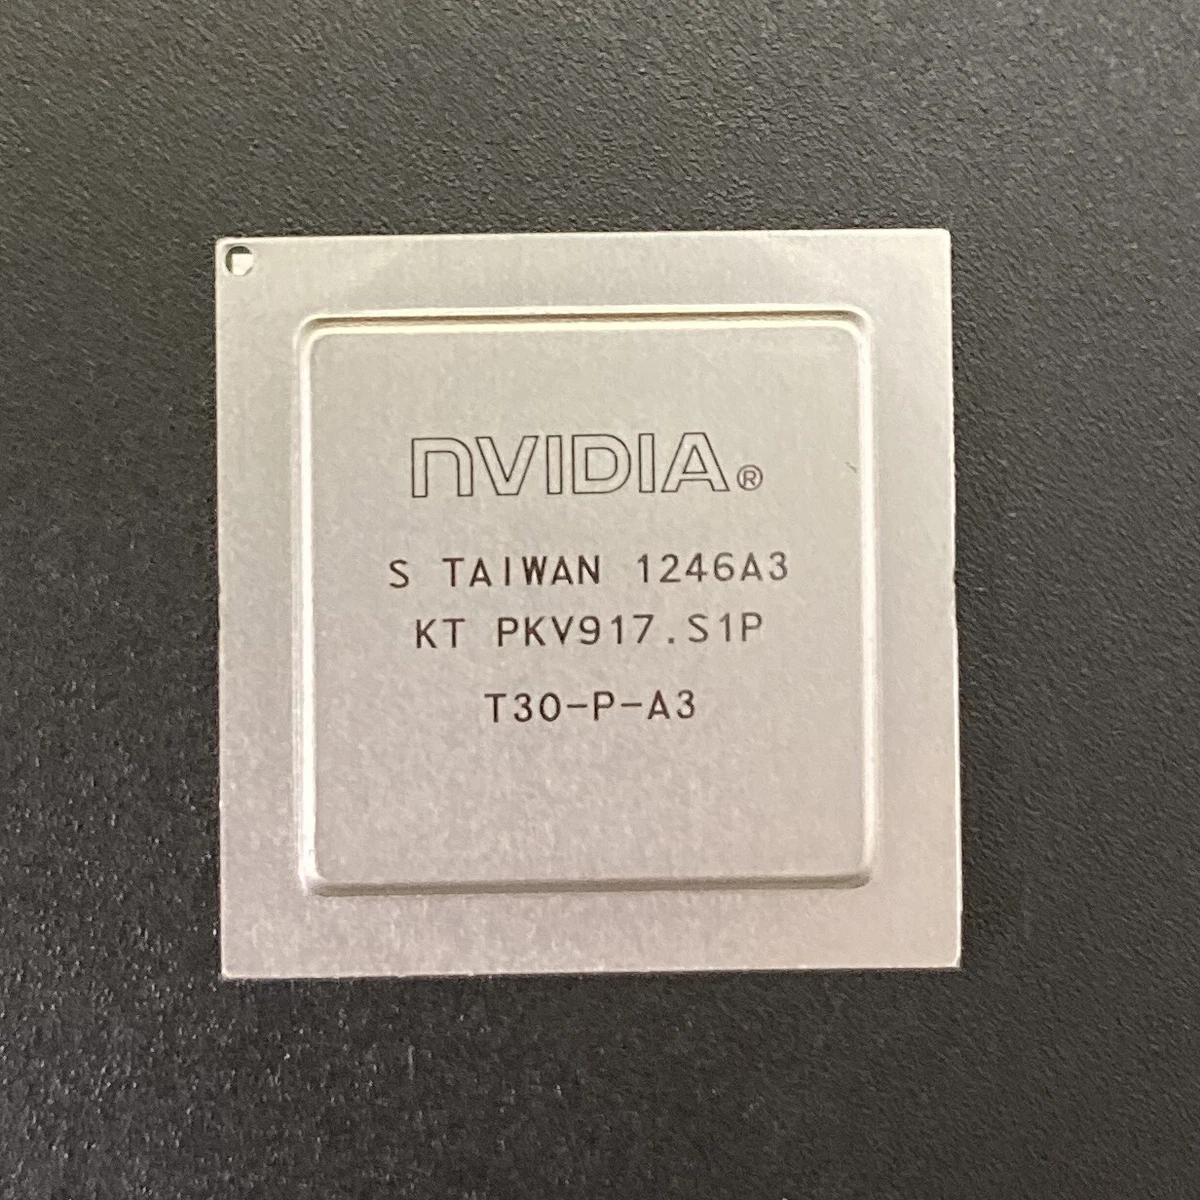 NVIDIA®
S TAIWAN 1246A3
KT PKV917.S1P
T30-P-A3